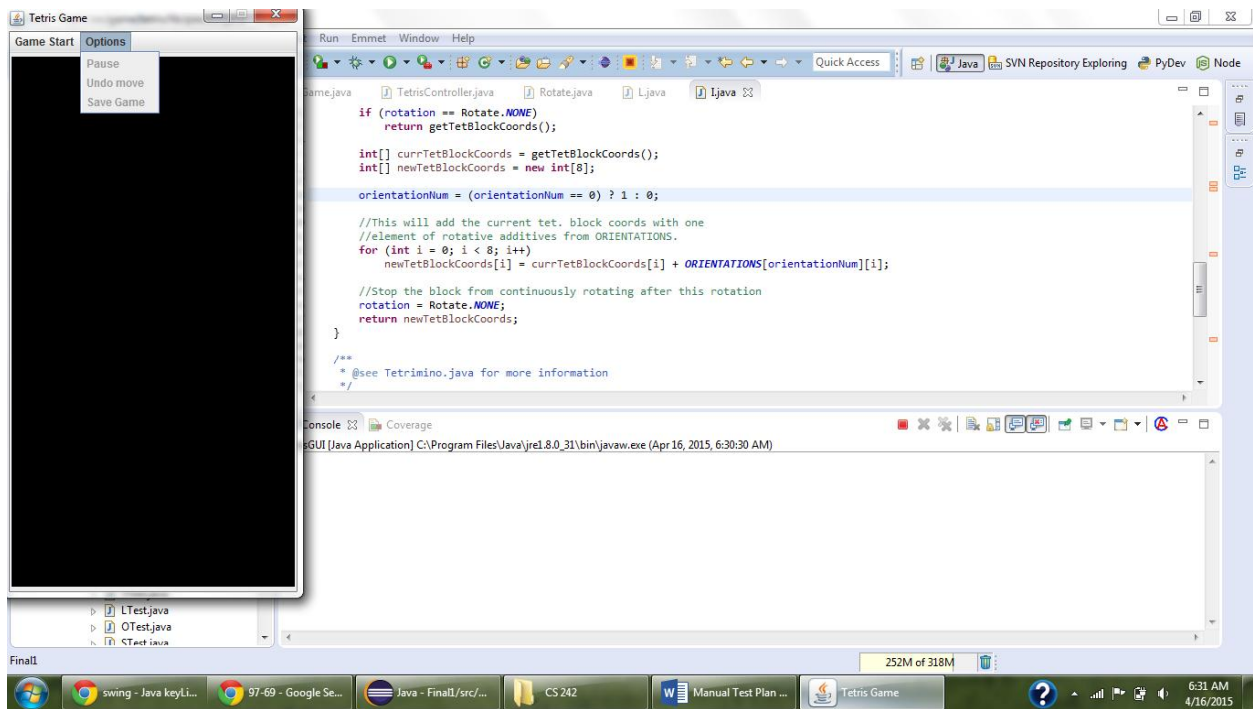 Tetris Game
Game Start Options
Pause
Undo move
Save Game
Run Emmet Window Help
Quick Access
Java
SVN Repository Exploring
PyDev
Node
Game.java
TetrisController.java
Rotate.java
L.java
I.java
if (rotation == Rotate.NONE)
return getTetBlockCoords();
int[] currTetBlockCoords = getTetBlockCoords();
int[] newTetBlockCoords = new int[8];
orientationNum = (orientationNum == 0) ? 1 : 0;
//This will add the current tet. block coords with one
//element of rotative additives from ORIENTATIONS.
for (int i = 0; i < 8; i++)
newTetBlockCoords[i] = currTetBlockCoords[i] + ORIENTATIONS[orientationNum][i];
//Stop the block from continuously rotating after this rotation
rotation = Rotate.NONE;
return newTetBlockCoords;
}
/**
* @see Tetrimino.java for more information
*/
Console Coverage
sGUI [Java Application] C:\Program Files\Java\jre1.8.0_31\bin\javaw.exe (Apr 16, 2015, 6:30:30 AM)
LTest.java
OTest.java
STest.java
Final1
252M of 318M
swing - Java keyLi...
97-69 - Google Se...
Java - Final1/src/...
CS 242
Manual Test Plan ...
Tetris Game
6:31 AM
4/16/2015